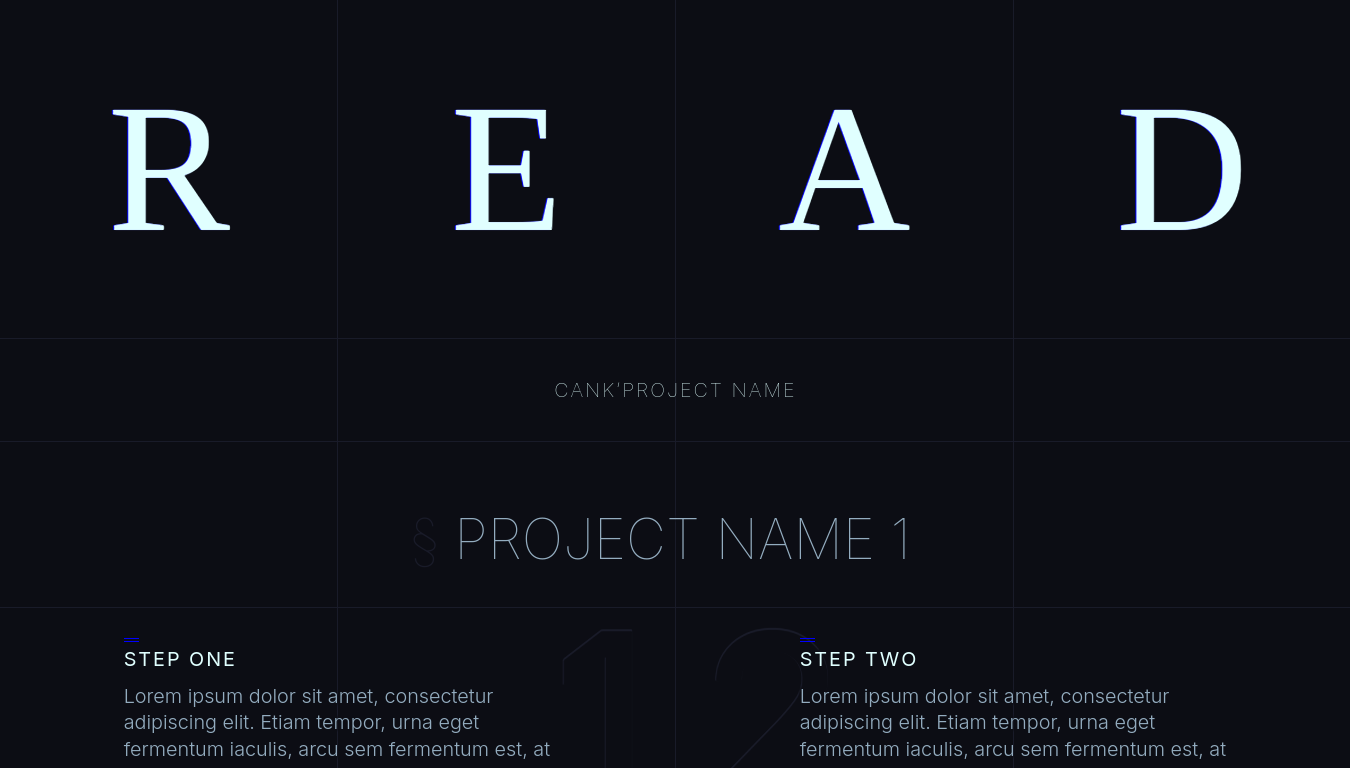 R E A D
CANK'PROJECT NAME
§ PROJECT NAME 1
1
STEP ONE
Lorem ipsum dolor sit amet, consectetur
adipiscing elit. Etiam tempor, urna eget
fermentum iaculis, arcu sem fermentum est, at
2
STEP TWO
Lorem ipsum dolor sit amet, consectetur
adipiscing elit. Etiam tempor, urna eget
fermentum iaculis, arcu sem fermentum est, at